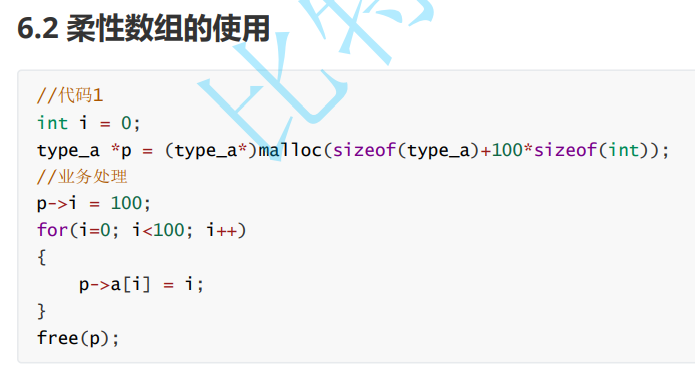 6.2 柔性数组的使用
比特
//代码1
int i = 0;
type_a *p = (type_a*)malloc(sizeof(type_a)+100*sizeof(int));
//业务处理
p->i = 100;
for(i=0; i<100; i++)
{
    p->a[i] = i;
}
free(p);